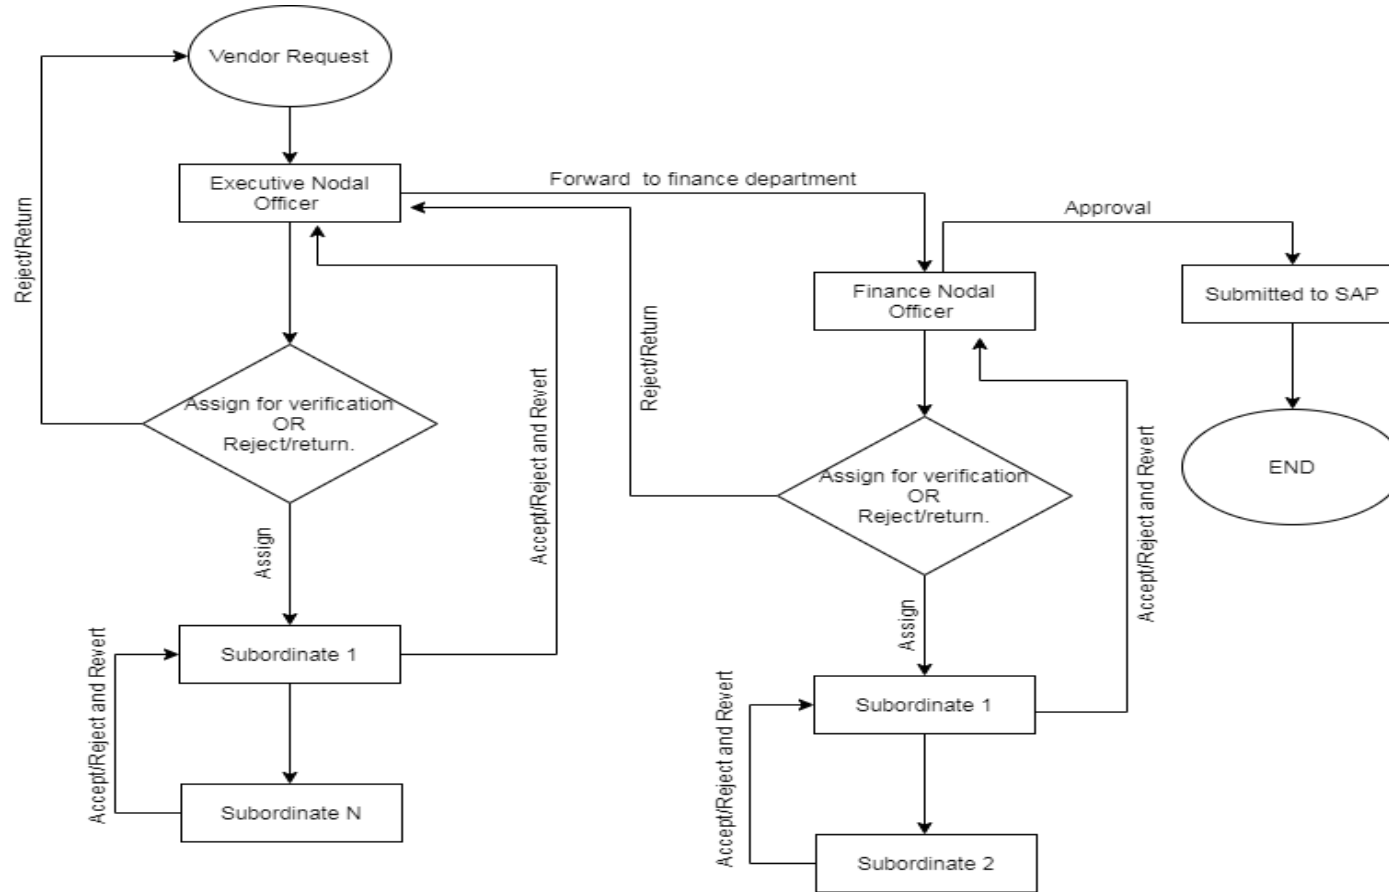 Vendor Request
Executive Nodal
Officer
Forward to finance department
Approval
Reject/Return
Finance Nodal
Officer
Submitted to SAP
Reject/Return
Assign for verification
OR
Reject/return.
Accept/Reject and Revert
Assign for verification
OR
Reject/return.
Accept/Reject and Revert
END
Assign
Assign
Subordinate 1
Accept/Reject and Revert
Subordinate 1
Accept/Reject and Revert
Subordinate N
Subordinate 2